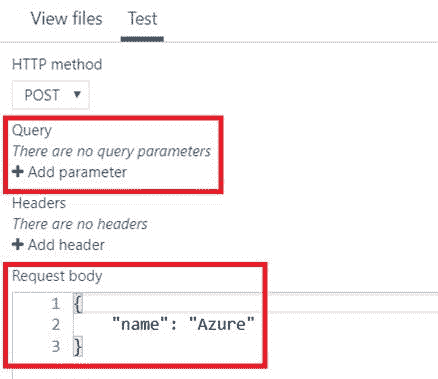 View files Test
HTTP method
POST ▼
Query
There are no query parameters
+ Add parameter
Headers
There are no headers
+ Add header
Request body
1 {
2 "name": "Azure"
3 }